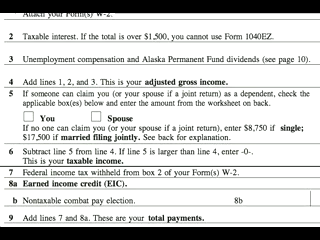 Attach your Form(s) W-2.
2 Taxable interest. If the total is over $1,500, you cannot use Form 1040EZ.
3 Unemployment compensation and Alaska Permanent Fund dividends (see page 10).
4 Add lines 1, 2, and 3. This is your adjusted gross income.
5 If someone can claim you (or your spouse if a joint return) as a dependent, check the
applicable box(es) below and enter the amount from the worksheet on back.
You Spouse
If no one can claim you (or your spouse if a joint return), enter $8,750 if single;
$17,500 if married filing jointly. See back for explanation.
6 Subtract line 5 from line 4. If line 5 is larger than line 4, enter -0-.
This is your taxable income.
7 Federal income tax withheld from box 2 of your Form(s) W-2.
8a Earned income credit (EIC).
b Nontaxable combat pay election. 8b
9 Add lines 7 and 8a. These are your total payments.